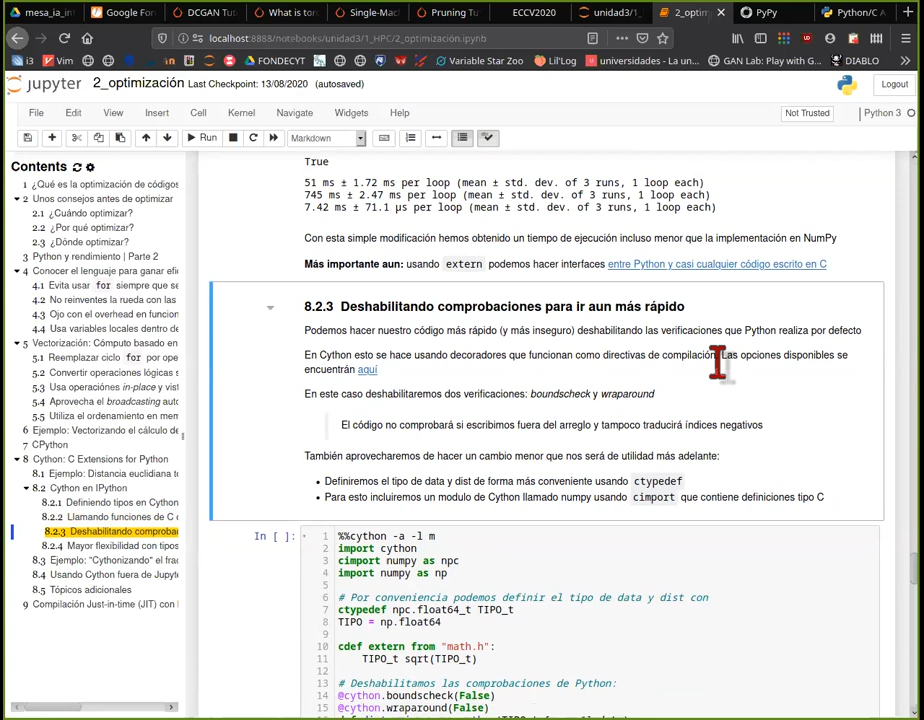 mesa_ia_in
Google For
DCGAN Tut
What is tor
Single-Mac
Pruning Tu
ECCV2020
unidad3/1_
2_optim
PyPy
Python/C A
localhost:8888/notebooks/unidad3/1_HPC/2_optimización.ipynb
i3
Vim
FONDECYT
Variable Star Zoo
Lil'Log
universidades - La un...
GAN Lab: Play with G...
DIABLO
jupyter 2_optimización Last Checkpoint: 13/08/2020 (autosaved)
Logout
File Edit View Insert Cell Kernel Navigate Widgets Help
Not Trusted
Python 3
Run
Markdown
Contents
1 ¿Qué es la optimización de códigos
2 Unos consejos antes de optimizar
2.1 ¿Cuándo optimizar?
2.2 ¿Por qué optimizar?
2.3 ¿Dónde optimizar?
3 Python y rendimiento | Parte 2
4 Conocer el lenguaje para ganar efic
4.1 Evita usar for siempre que se
4.2 No reinventes la rueda con las
4.3 Ojo con el overhead en funcion
4.4 Usa variables locales dentro de
5 Vectorización: Cómputo basado en
5.1 Reemplazar ciclo for por ope
5.2 Convertir operaciones lógicas
5.3 Usa operaciónes in-place y vist
5.4 Aprovecha el broadcasting auto
5.5 Utiliza el ordenamiento en mem
6 Ejemplo: Vectorizando el cálculo de
7 CPython
8 Cython: C Extensions for Python
8.1 Ejemplo: Distancia euclidiana to
8.2 Cython en IPython
8.2.1 Definiendo tipos en Cython
8.2.2 Llamando funciones de C d
8.2.3 Deshabilitando comprobac
8.2.4 Mayor flexibilidad con tipos
8.3 Ejemplo: "Cythonizando" el frac
8.4 Usando Cython fuera de Jupyte
8.5 Tópicos adicionales
9 Compilación Just-in-time (JIT) con
True
51 ms ± 1.72 ms per loop (mean ± std. dev. of 3 runs, 1 loop each)
745 ms ± 2.47 ms per loop (mean ± std. dev. of 3 runs, 1 loop each)
7.42 ms ± 71.1 µs per loop (mean ± std. dev. of 3 runs, 1 loop each)
Con esta simple modificación hemos obtenido un tiempo de ejecución incluso menor que la implementación en NumPy
Más importante aun: usando extern podemos hacer interfaces entre Python y casi cualquier código escrito en C
8.2.3 Deshabilitando comprobaciones para ir aun más rápido
Podemos hacer nuestro código más rápido (y más inseguro) deshabilitando las verificaciones que Python realiza por defecto
En Cython esto se hace usando decoradores que funcionan como directivas de compilación. Las opciones disponibles se
encuentrán aquí
En este caso deshabilitaremos dos verificaciones: boundscheck y wraparound
El código no comprobará si escribimos fuera del arreglo y tampoco traducirá índices negativos
También aprovecharemos de hacer un cambio menor que nos será de utilidad más adelante:
• Definiremos el tipo de data y dist de forma más conveniente usando ctypedef
• Para esto incluiremos un modulo de Cython llamado numpy usando cimport que contiene definiciones tipo C
In [ ]:
1 %%cython -a -l m
2 import cython
3 cimport numpy as npc
4 import numpy as np
5
6 # Por conveniencia podemos definir el tipo de data y dist con
7 ctypedef npc.float64_t TIPO_t
8 TIPO = np.float64
9
10 cdef extern from "math.h":
11 TIPO_t sqrt(TIPO_t)
12
13 # Deshabilitamos las comprobaciones de Python:
14 @cython.boundscheck(False)
15 @cython.wraparound(False)